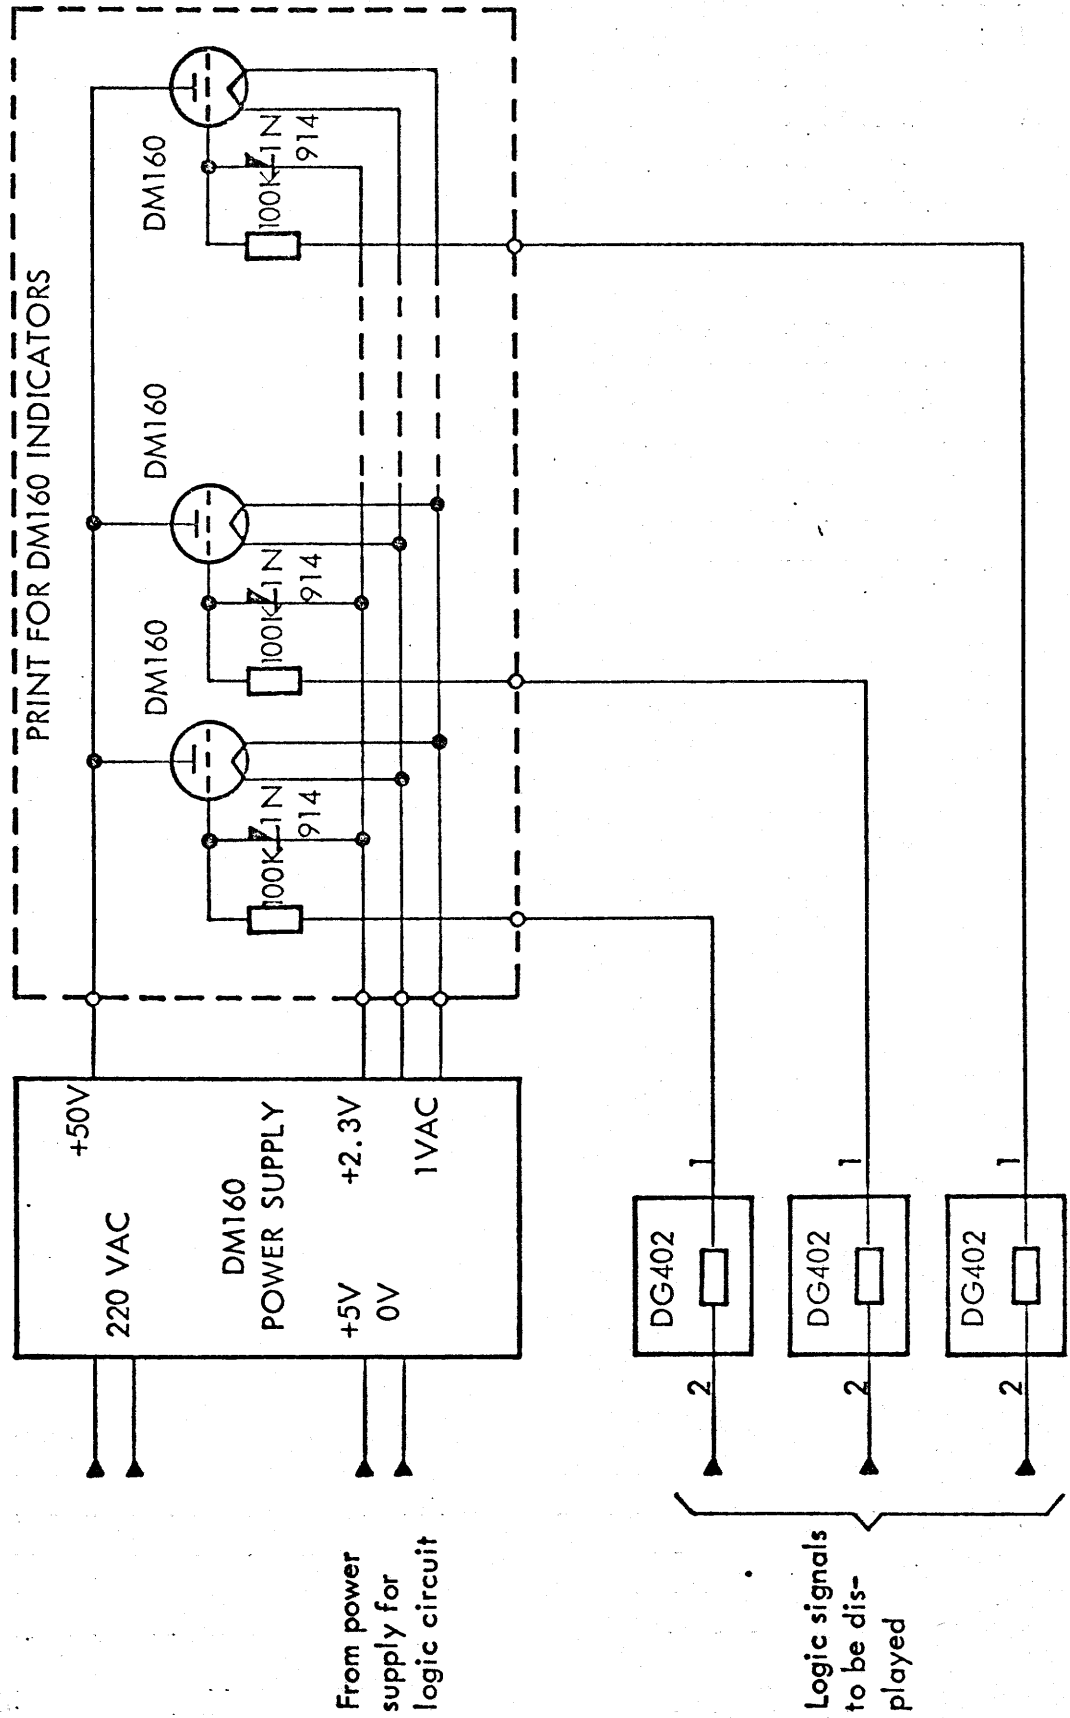 PRINT FOR DM160 INDICATORS
DM160
DM160
DM160
100K
1N
914
100K
1N
914
100K
1N
914
+50V
220 VAC
DM160
POWER SUPPLY
+5V
0V
+2.3V
1VAC
From power
supply for
logic circuit
DG402
2
1
DG402
2
1
DG402
2
1
Logic signals
to be dis-
played